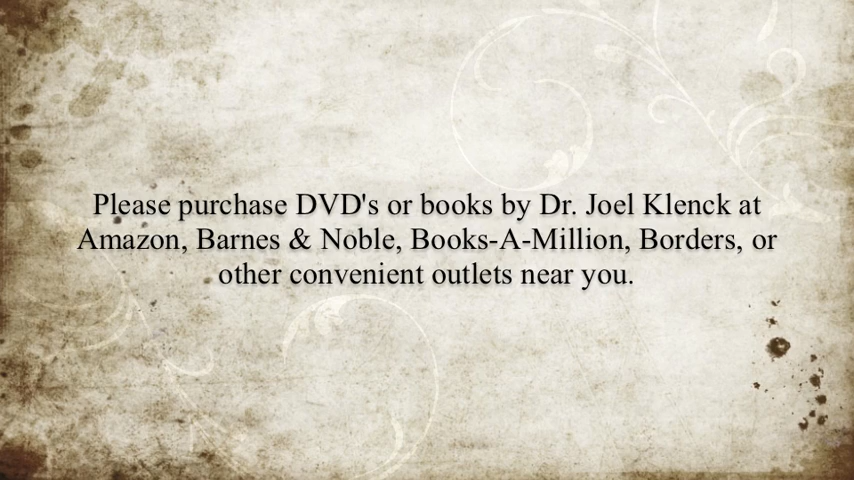 Please purchase DVD's or books by Dr. Joel Klenck at
Amazon, Barnes & Noble, Books-A-Million, Borders, or
other convenient outlets near you.